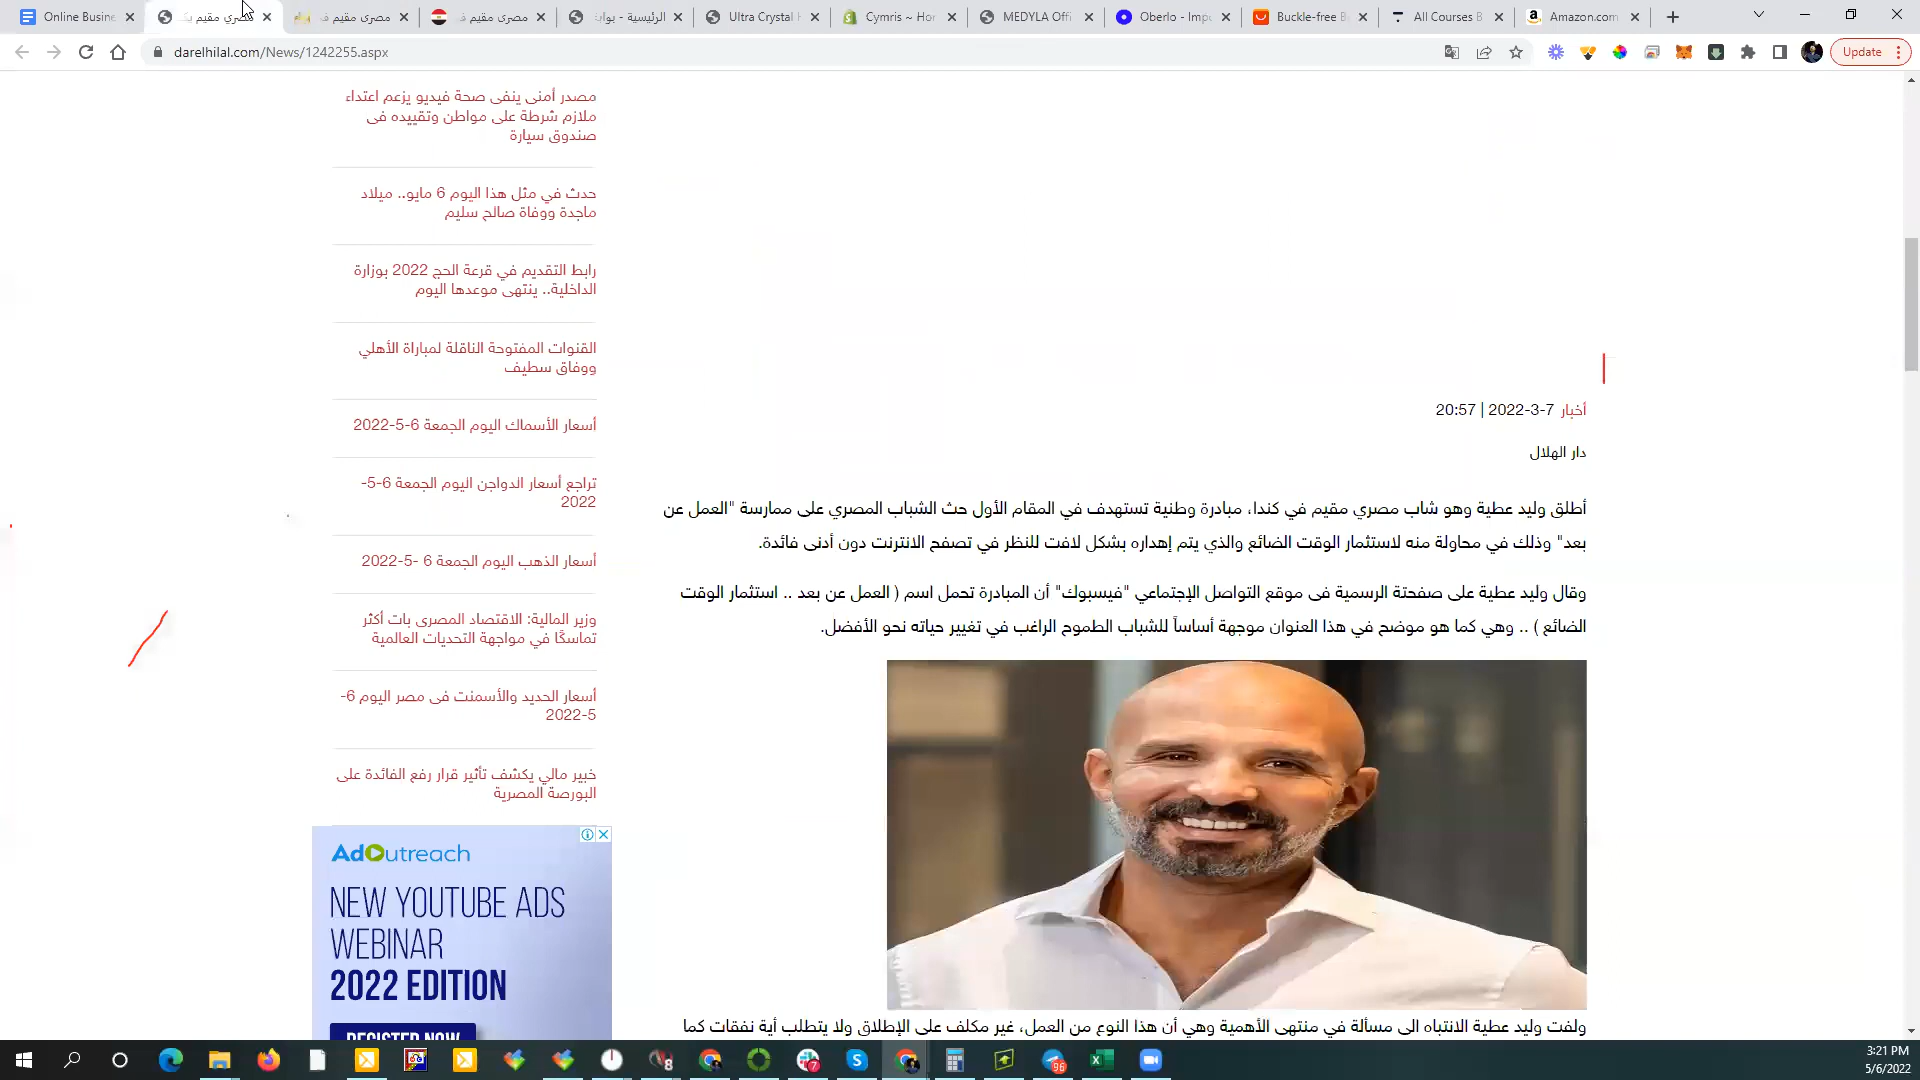 Online Busine
مصري مقيم بك
مصرى مقيم ف
مصرى مقيم ف
الرئيسية - بوابة
Ultra Crystal H
Cymris ~ Hor
MEDYLA Offi
Oberlo - Imp
Buckle-free B
All Courses B
Amazon.com
darelhilal.com/News/1242255.aspx
Update
مصدر أمنى ينفى صحة فيديو يزعم اعتداء
ملازم شرطة على مواطن وتقييده فى
صندوق سيارة
حدث في مثل هذا اليوم 6 مايو.. ميلاد
ماجدة ووفاة صالح سليم
رابط التقديم في قرعة الحج 2022 بوزارة
الداخلية.. ينتهى موعدها اليوم
القنوات المفتوحة الناقلة لمباراة الأهلي
ووفاق سطيف
أسعار الأسماك اليوم الجمعة 6-5-2022
تراجع أسعار الدواجن اليوم الجمعة 6-5-
2022
أسعار الذهب اليوم الجمعة 6 -5-2022
وزير المالية: الاقتصاد المصرى بات أكثر
تماسكًا في مواجهة التحديات العالمية
أسعار الحديد والأسمنت فى مصر اليوم 6-
5-2022
خبير مالي يكشف تأثير قرار رفع الفائدة على
البورصة المصرية
AdOutreach
NEW YOUTUBE ADS
WEBINAR
2022 EDITION
REGISTER NOW
أخبار 7-3-2022 | 20:57
دار الهلال
أطلق وليد عطية وهو شاب مصري مقيم في كندا، مبادرة وطنية تستهدف في المقام الأول حث الشباب المصري على ممارسة "العمل عن
بعد" وذلك في محاولة منه لاستثمار الوقت الضائع والذي يتم إهداره بشكل لافت للنظر في تصفح الانترنت دون أدنى فائدة.
وقال وليد عطية على صفحتة الرسمية فى موقع التواصل الإجتماعي "فيسبوك" أن المبادرة تحمل اسم ( العمل عن بعد .. استثمار الوقت
الضائع ) .. وهي كما هو موضح في هذا العنوان موجهة أساساً للشباب الطموح الراغب في تغيير حياته نحو الأفضل.
ولفت وليد عطية الانتباه الى مسألة في منتهى الأهمية وهي أن هذا النوع من العمل، غير مكلف على الإطلاق ولا يتطلب أية نفقات كما
3:21 PM
5/6/2022